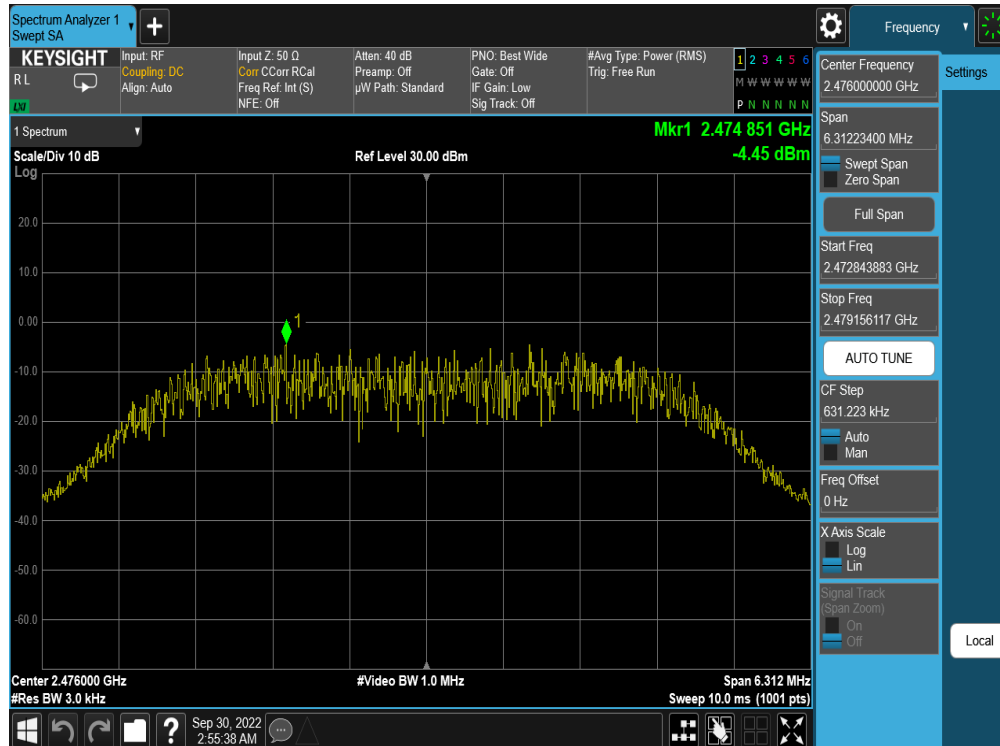 Spectrum Analyzer 1
Swept SA
+
Frequency
KEYSIGHT
R L
LXI
Input: RF
Coupling: DC
Align: Auto
Input Z: 50 Ω
Corr CCorr RCal
Freq Ref: Int (S)
NFE: Off
Atten: 40 dB
Preamp: Off
µW Path: Standard
PNO: Best Wide
Gate: Off
IF Gain: Low
Sig Track: Off
#Avg Type: Power (RMS)
Trig: Free Run
1 2 3 4 5 6
M W W W W W
P N N N N N
1 Spectrum
Scale/Div 10 dB
Log
Ref Level 30.00 dBm
Mkr1 2.474 851 GHz
-4.45 dBm
20.0
10.0
0.00
-10.0
-20.0
-30.0
-40.0
-50.0
-60.0
1
Center 2.476000 GHz
#Res BW 3.0 kHz
#Video BW 1.0 MHz
Span 6.312 MHz
Sweep 10.0 ms (1001 pts)
Center Frequency
2.476000000 GHz
Settings
Span
6.31223400 MHz
Swept Span
Zero Span
Full Span
Start Freq
2.472843883 GHz
Stop Freq
2.479156117 GHz
AUTO TUNE
CF Step
631.223 kHz
Auto
Man
Freq Offset
0 Hz
X Axis Scale
Log
Lin
Signal Track
(Span Zoom)
On
Off
Local
?
Sep 30, 2022
2:55:38 AM